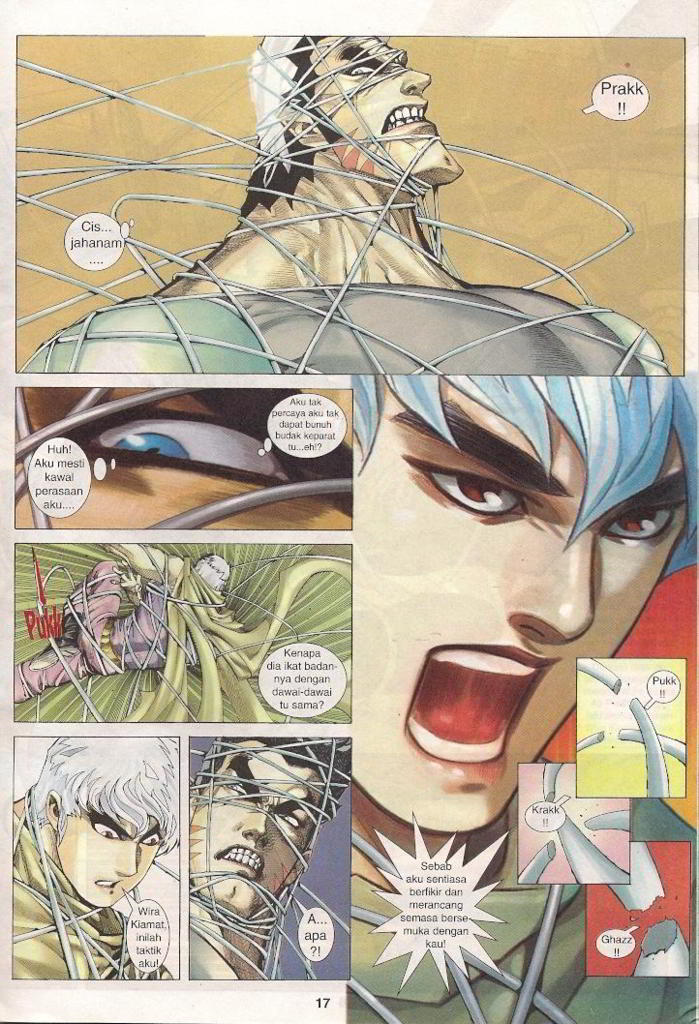 Prakk
!!
Cis...
jahanam
....
Aku tak
percaya aku tak
dapat bunuh
budak keparat
tu...eh!?
Huh!
Aku mesti
kawal
perasaan
aku....
Pukk
!
Kenapa
dia ikat badan-
nya dengan
dawai-dawai
tu sama?
Pukk
!!
Krakk
!!
Ghazz
!!
Wira
Kiamat,
inilah
taktik
aku!
A...
apa
?!
Sebab
aku sentiasa
berfikir dan
merancang
semasa berse
muka dengan
kau!
17